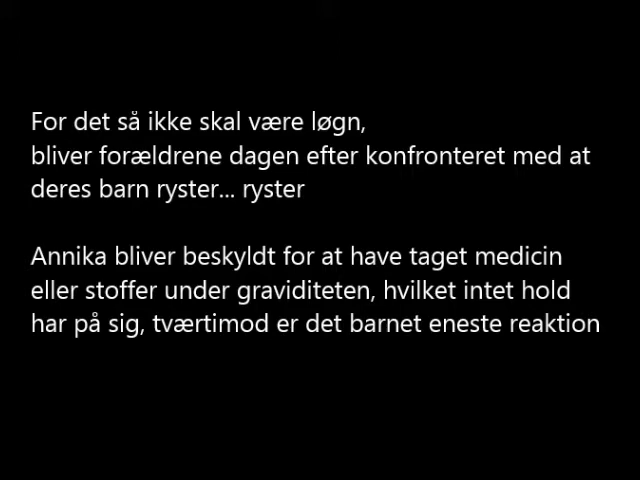 For det så ikke skal være løgn,
bliver forældrene dagen efter konfronteret med at
deres barn ryster... ryster
Annika bliver beskyldt for at have taget medicin
eller stoffer under graviditeten, hvilket intet hold
har på sig, tværtimod er det barnet eneste reaktion